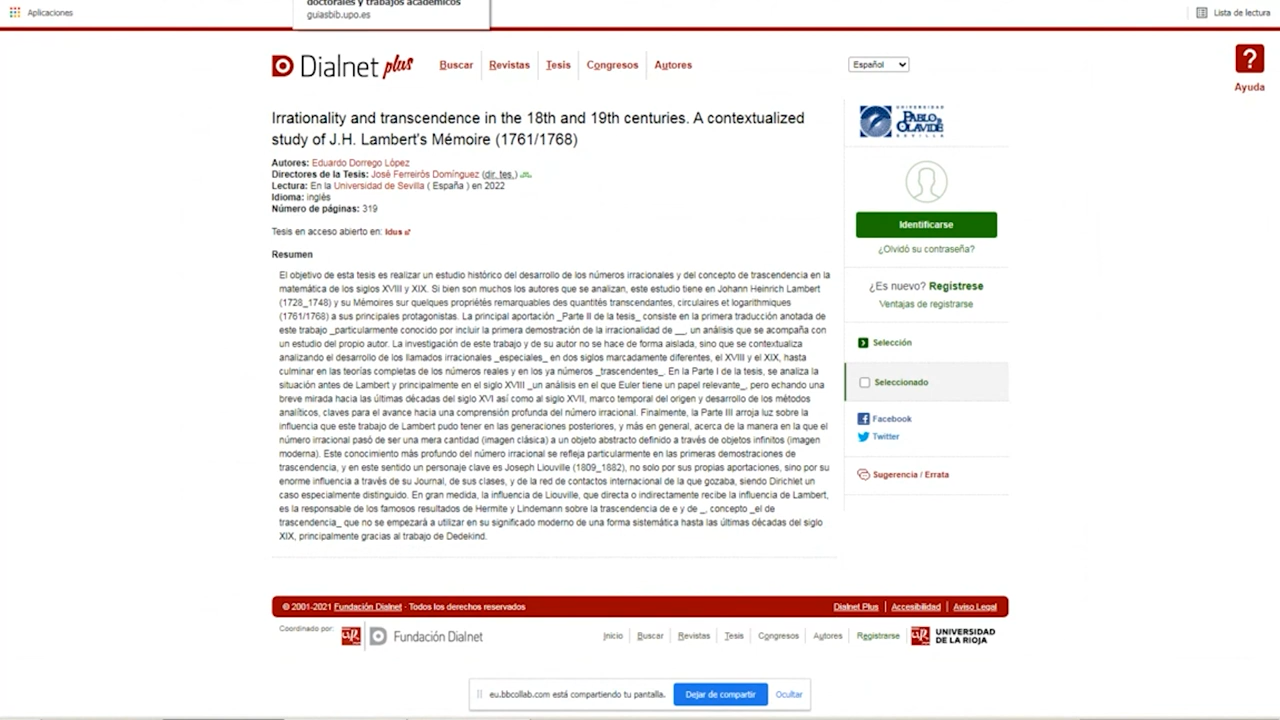 Aplicaciones
doctorales y trabajos académicos
guiasbib.upo.es
Lista de lectura
Dialnet plus
Buscar
Revistas
Tesis
Congresos
Autores
Español
?
Ayuda
Irrationality and transcendence in the 18th and 19th centuries. A contextualized
study of J.H. Lambert's Mémoire (1761/1768)
Autores: Eduardo Dorrego López
Directores de la Tesis: José Ferreirós Domínguez (dir. tes.)
Lectura: En la Universidad de Sevilla ( España ) en 2022
Idioma: inglés
Número de páginas: 319
Tesis en acceso abierto en: Idus
Resumen
El objetivo de esta tesis es realizar un estudio histórico del desarrollo de los números irracionales y del concepto de trascendencia en la
matemática de los siglos XVIII y XIX. Si bien son muchos los autores que se analizan, este estudio tiene en Johann Heinrich Lambert
(1728_1748) y su Mémoires sur quelques propriétés remarquables des quantités transcendantes, circulaires et logarithmiques
(1761/1768) a sus principales protagonistas. La principal aportación _Parte II de la tesis_ consiste en la primera traducción anotada de
este trabajo _particularmente conocido por incluir la primera demostración de la irracionalidad de __, un análisis que se acompaña con
un estudio del propio autor. La investigación de este trabajo y de su autor no se hace de forma aislada, sino que se contextualiza
analizando el desarrollo de los llamados irracionales _especiales_ en dos siglos marcadamente diferentes, el XVIII y el XIX, hasta
culminar en las teorías completas de los números reales y en los ya números _trascendentes_. En la Parte I de la tesis, se analiza la
situación antes de Lambert y principalmente en el siglo XVIII _un análisis en el que Euler tiene un papel relevante_, pero echando una
breve mirada hacia las últimas décadas del siglo XVI así como al siglo XVII, marco temporal del origen y desarrollo de los métodos
analíticos, claves para el avance hacia una comprensión profunda del número irracional. Finalmente, la Parte III arroja luz sobre la
influencia que este trabajo de Lambert pudo tener en las generaciones posteriores, y más en general, acerca de la manera en la que el
número irracional pasó de ser una mera cantidad (imagen clásica) a un objeto abstracto definido a través de objetos infinitos (imagen
moderna). Este conocimiento más profundo del número irracional se refleja particularmente en las primeras demostraciones de
trascendencia, y en este sentido un personaje clave es Joseph Liouville (1809_1882), no solo por sus propias aportaciones, sino por su
enorme influencia a través de su Journal, de sus clases, y de la red de contactos internacional de la que gozaba, siendo Dirichlet un
caso especialmente distinguido. En gran medida, la influencia de Liouville, que directa o indirectamente recibe la influencia de Lambert,
es la responsable de los famosos resultados de Hermite y Lindemann sobre la trascendencia de e y de _, concepto _el de
trascendencia_ que no se empezará a utilizar en su significado moderno de una forma sistemática hasta las últimas décadas del siglo
XIX, principalmente gracias al trabajo de Dedekind.
UNIVERSIDAD
PABLO
OLAVIDE
SEVILLA
Identificarse
¿Olvidó su contraseña?
¿Es nuevo? Regístrese
Ventajas de registrarse
Selección
Seleccionado
Facebook
Twitter
Sugerencia / Errata
© 2001-2021 Fundación Dialnet · Todos los derechos reservados
Dialnet Plus
Accesibilidad
Aviso Legal
Coordinado por:
Fundación Dialnet
Inicio
Buscar
Revistas
Tesis
Congresos
Autores
Registrarse
UNIVERSIDAD
DE LA RIOJA
eu.bbcollab.com está compartiendo tu pantalla.
Dejar de compartir
Ocultar